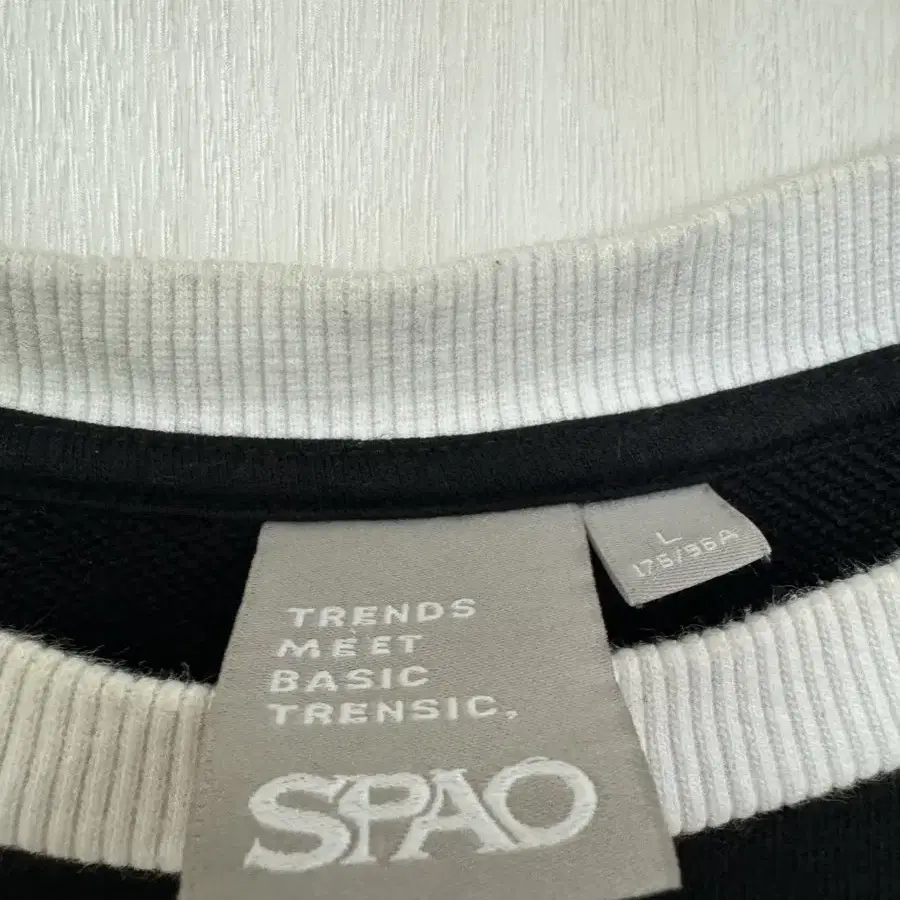 TRENDS
MEET
BASIC
TRENSIC,
SPAO
L
175/96A